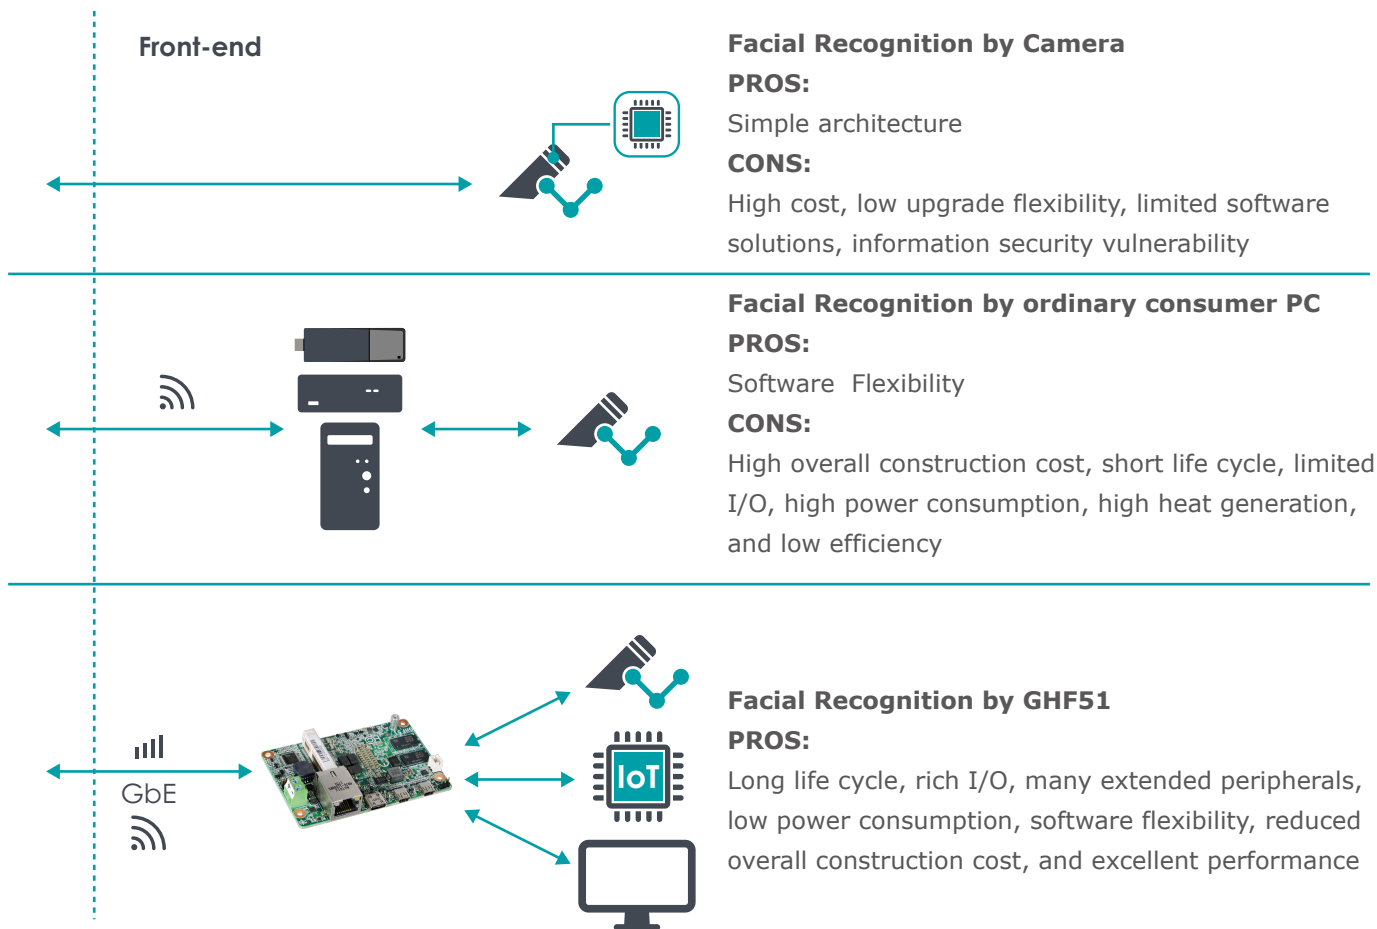 Front-end
Facial Recognition by Camera
PROS:
Simple architecture
CONS:
High cost, low upgrade flexibility, limited software
solutions, information security vulnerability
Facial Recognition by ordinary consumer PC
PROS:
Software  Flexibility
CONS:
High overall construction cost, short life cycle, limited
I/O, high power consumption, high heat generation,
and low efficiency
GbE
IoT
Facial Recognition by GHF51
PROS:
Long life cycle, rich I/O, many extended peripherals,
low power consumption, software flexibility, reduced
overall construction cost, and excellent performance